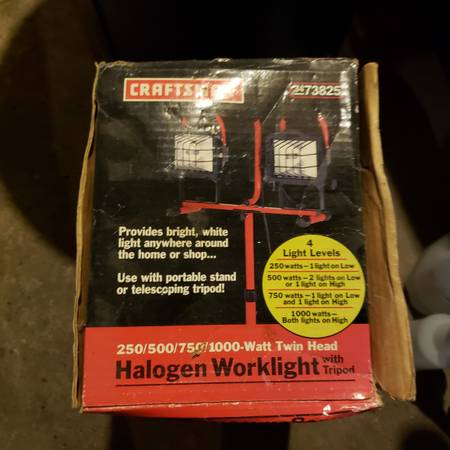 CRAFTSMAN
73825
Provides bright, white
light anywhere around
the home or shop...
Use with portable stand
or telescoping tripod!
4
Light Levels
250 watts–1 light on Low
500 watts–2 lights on Low
or 1 light on High
750 watts–1 light on Low
and 1 light on High
1000 watts–
Both lights on High
250/500/750/1000-Watt Twin Head
Halogen Worklight with
Tripod